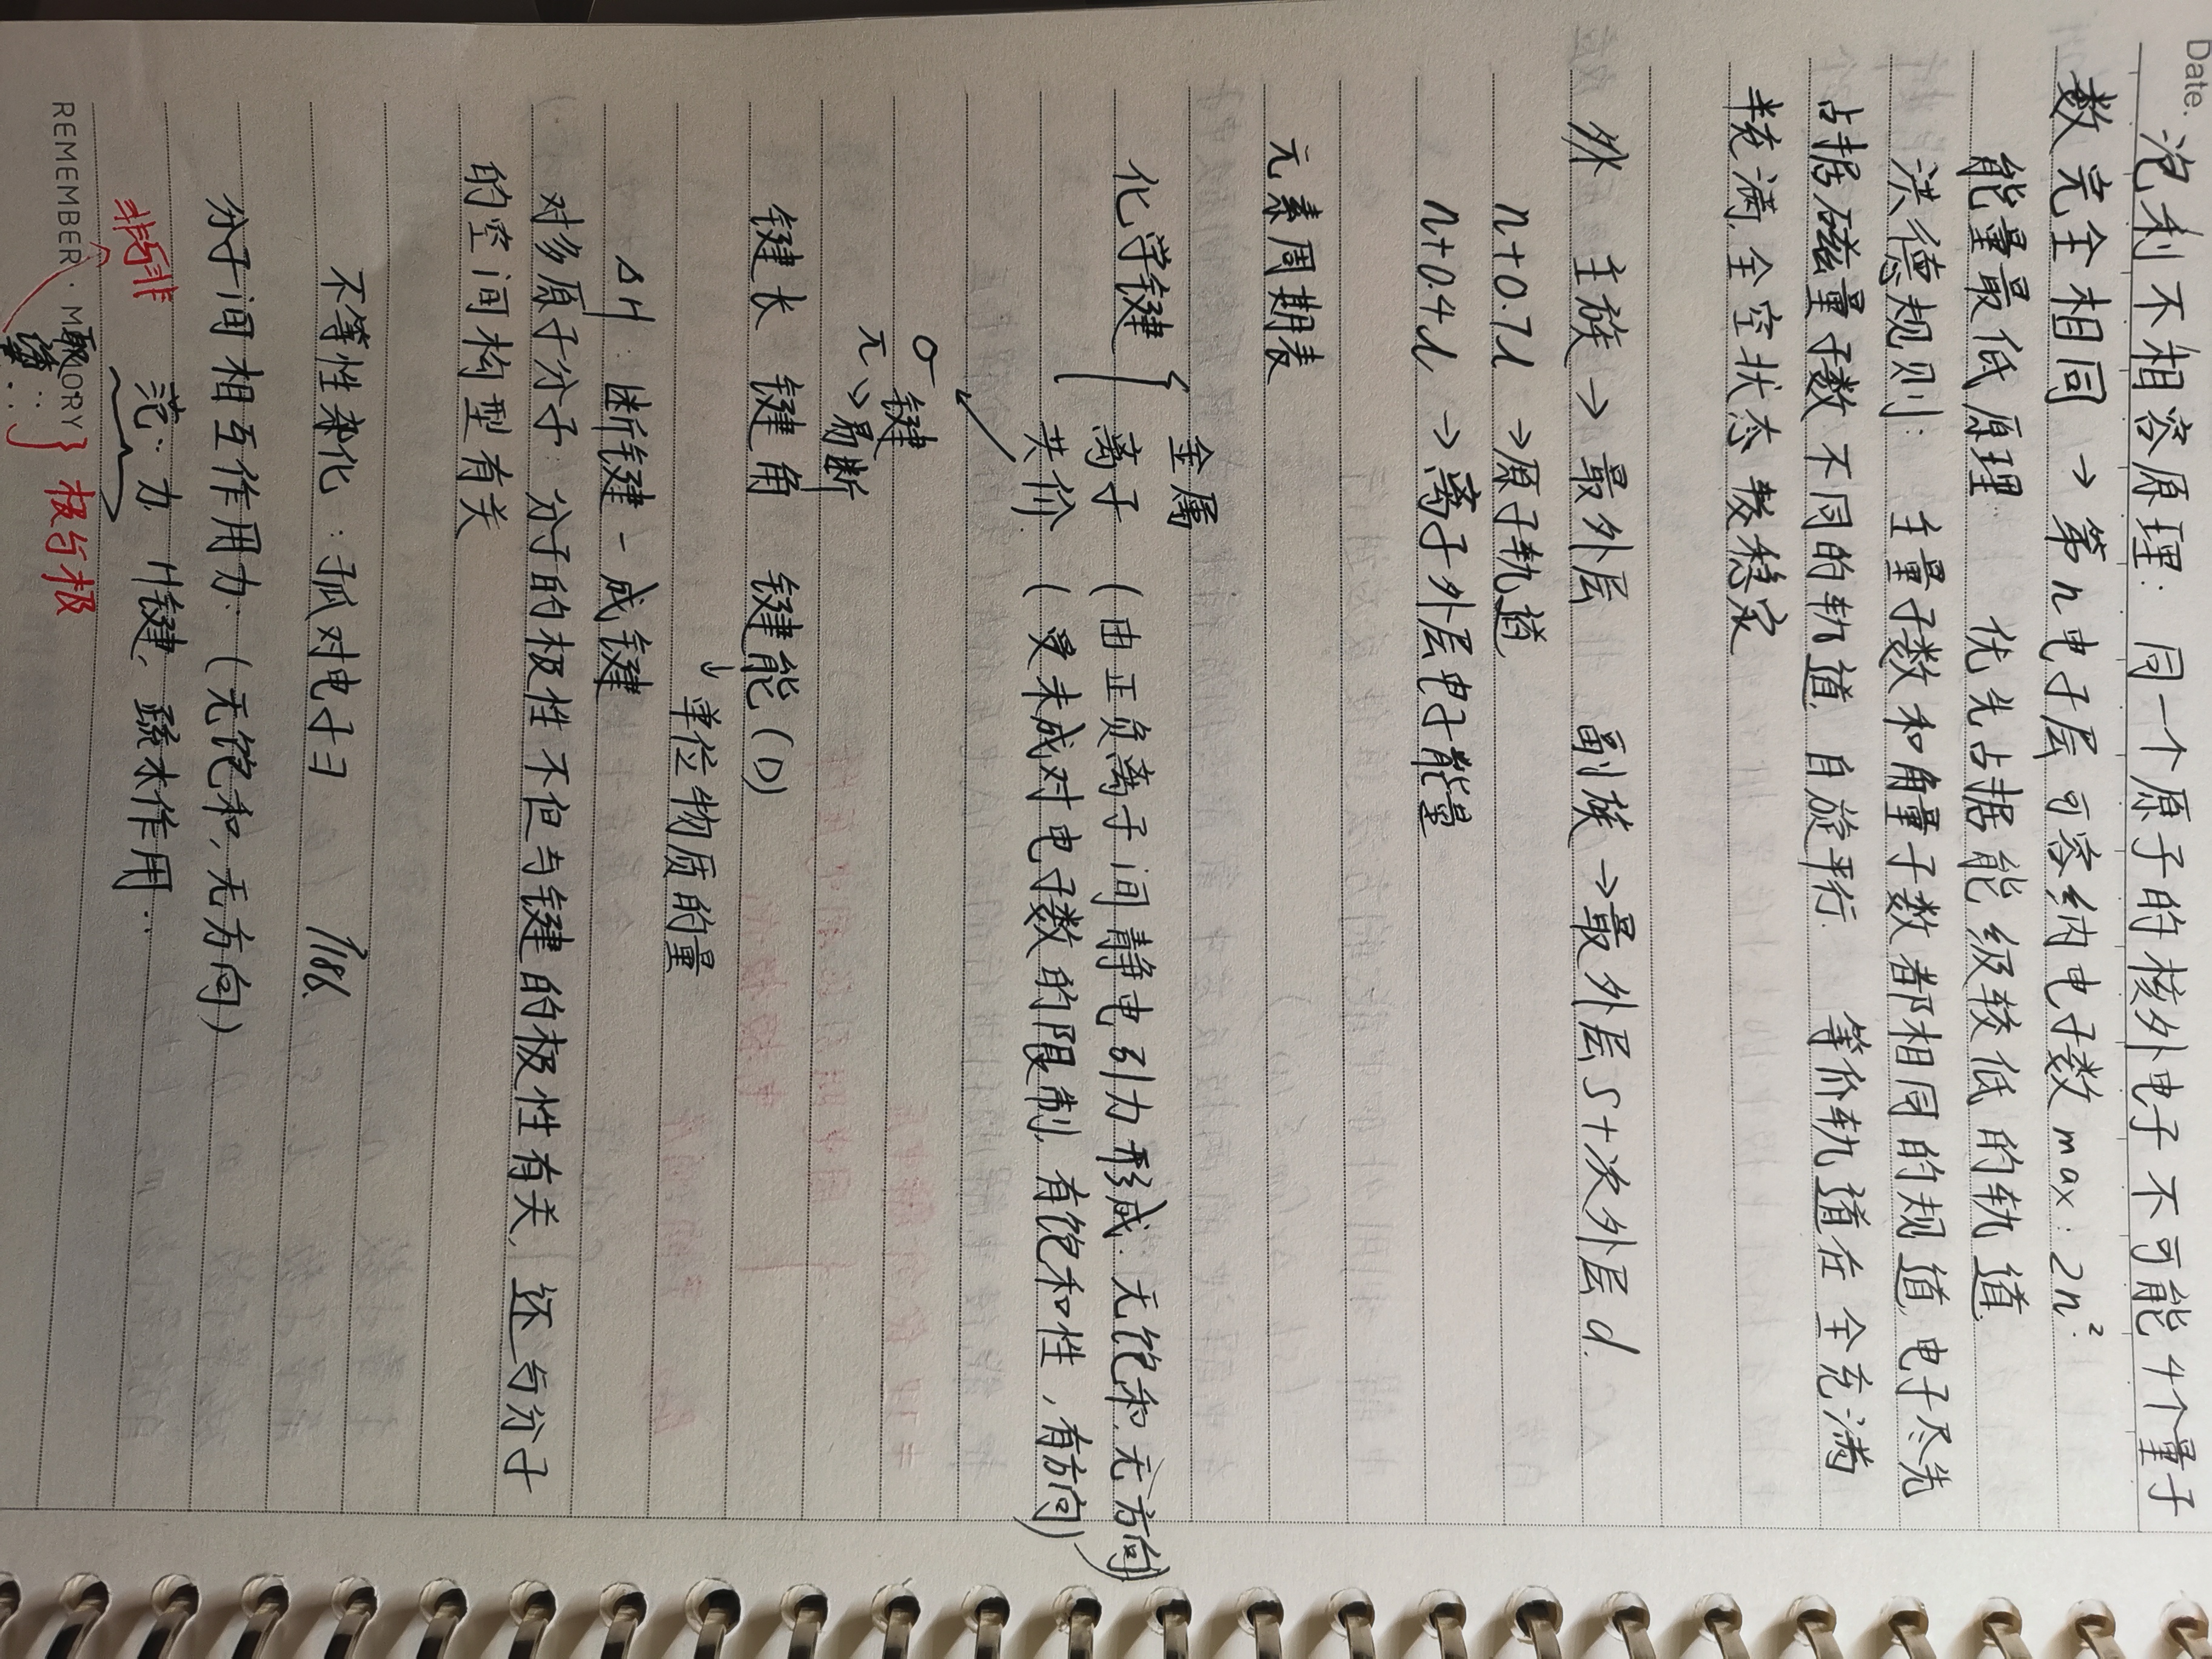 Date.
泡利不相容原理: 同一个原子的核外电子不可能4个量子
数完全相同 → 第n电子层可容纳电子数max: 2n².
能量最低原理: 优先占据能级较低的轨道.
洪德规则: 主量子数和角量子数都相同的规道, 电子尽先
占据磁量子数不同的轨道, 自旋平行. 等价轨道在全充满
半充满, 全空状态较稳定
外 主族→最外层 副族→最外层s+次外层d.
n+0.7l →原子轨道.
n+0.4l →离子外层电子能量
元素周期表
金属
化学键 { 离子 (由正负离子间静电引力形成. 无饱和, 无方向)
共价 (受未成对电子数的限制, 有饱和性, 有方向)
σ键
π ↘易断
键长 键角 键能(D)
↓单位物质的量
ΔH: 断键-成键
对多原子分子: 分子的极性不但与键建的极性有关, 还与分子
的空间构型有关
不等性杂化: 孤对电子 P186.
分子间相互作用力. (无饱和, 无方向)
范..力 H键, 疏水作用..
非与非
取..
诱..} 极与极
REMEMBER · MEMORY